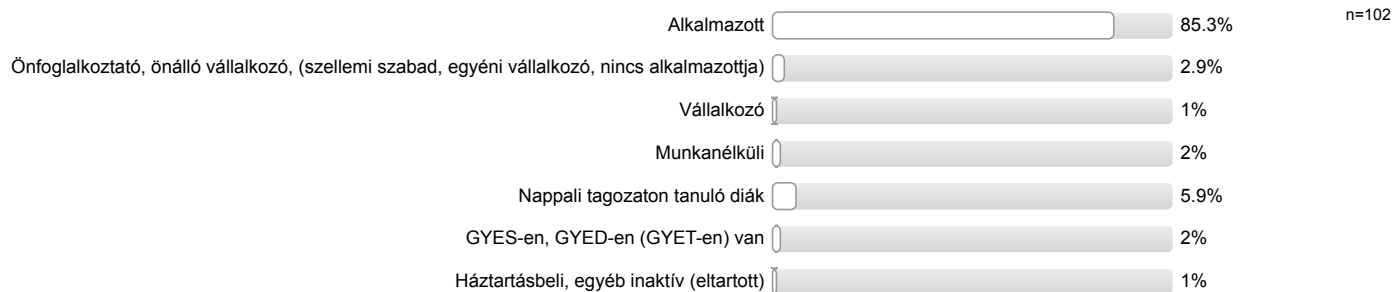 Alkalmazott 85.3% n=102
Önfoglalkoztató, önálló vállalkozó, (szellemi szabad, egyéni vállalkozó, nincs alkalmazottja) 2.9%
Vállalkozó 1%
Munkanélküli 2%
Nappali tagozaton tanuló diák 5.9%
GYES-en, GYED-en (GYET-en) van 2%
Háztartásbeli, egyéb inaktív (eltartott) 1%